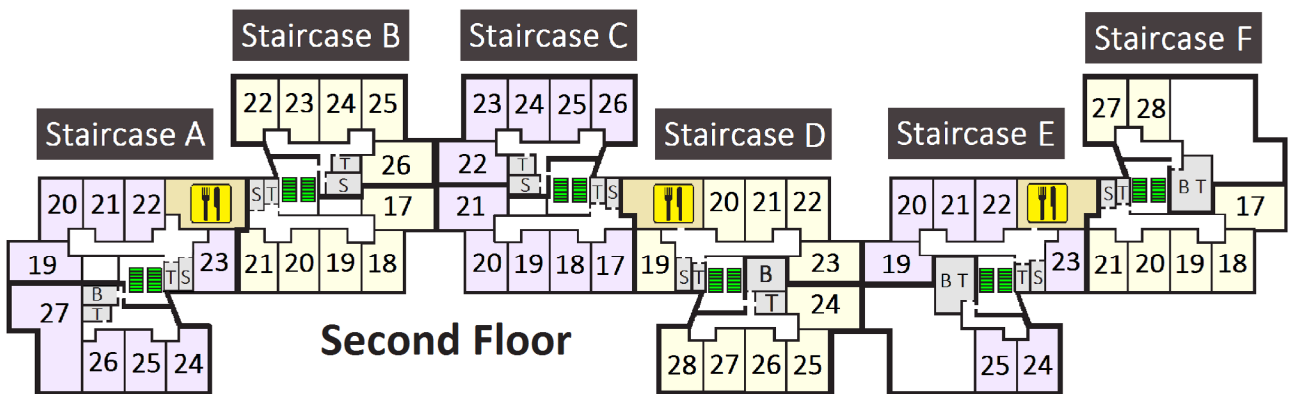 Staircase B
Staircase C
Staircase F
22 23 24 25
23 24 25 26
27 28
Staircase A
Staircase D
Staircase E
T
26
22
T
S
S
B T
20 21 22
S T
17
21
T S
20 21 22
20 21 22
S T
17
19
23
21 20 19 18
20 19 18 17
19
23
19
23
21 20 19 18
T S
S T
B
B T
T S
27
B
T
T
24
26 25 24
Second Floor
28 27 26 25
25 24